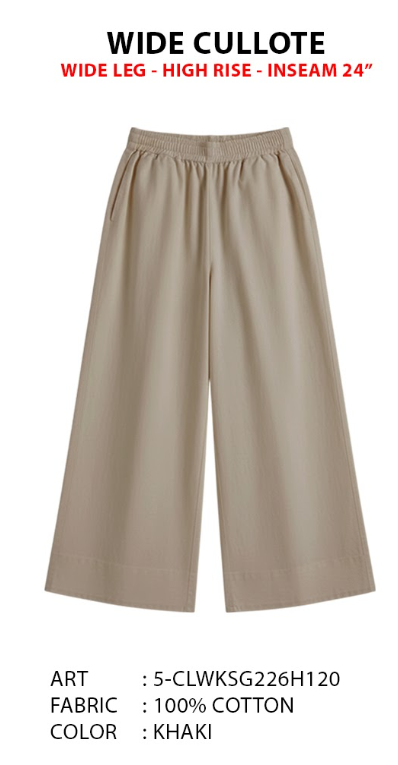 WIDE CULLOTE
WIDE LEG - HIGH RISE - INSEAM 24”
ART : 5-CLWKSG226H120
FABRIC : 100% COTTON
COLOR : KHAKI